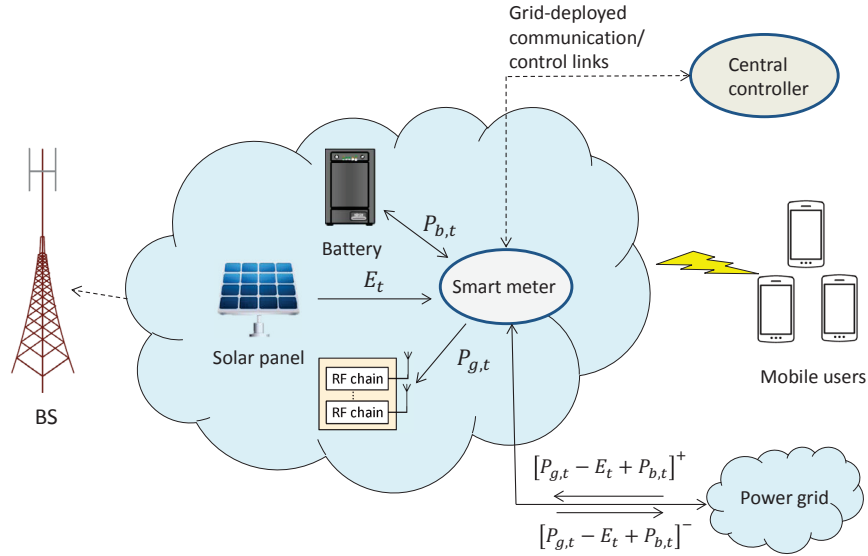 Grid-deployed
communication/
control links
Central
controller
Battery
P_{b,t}
E_t
Smart meter
Solar panel
P_{g,t}
RF chain
RF chain
BS
Mobile users
[P_{g,t} − E_t + P_{b,t}]^+
Power grid
[P_{g,t} − E_t + P_{b,t}]^−